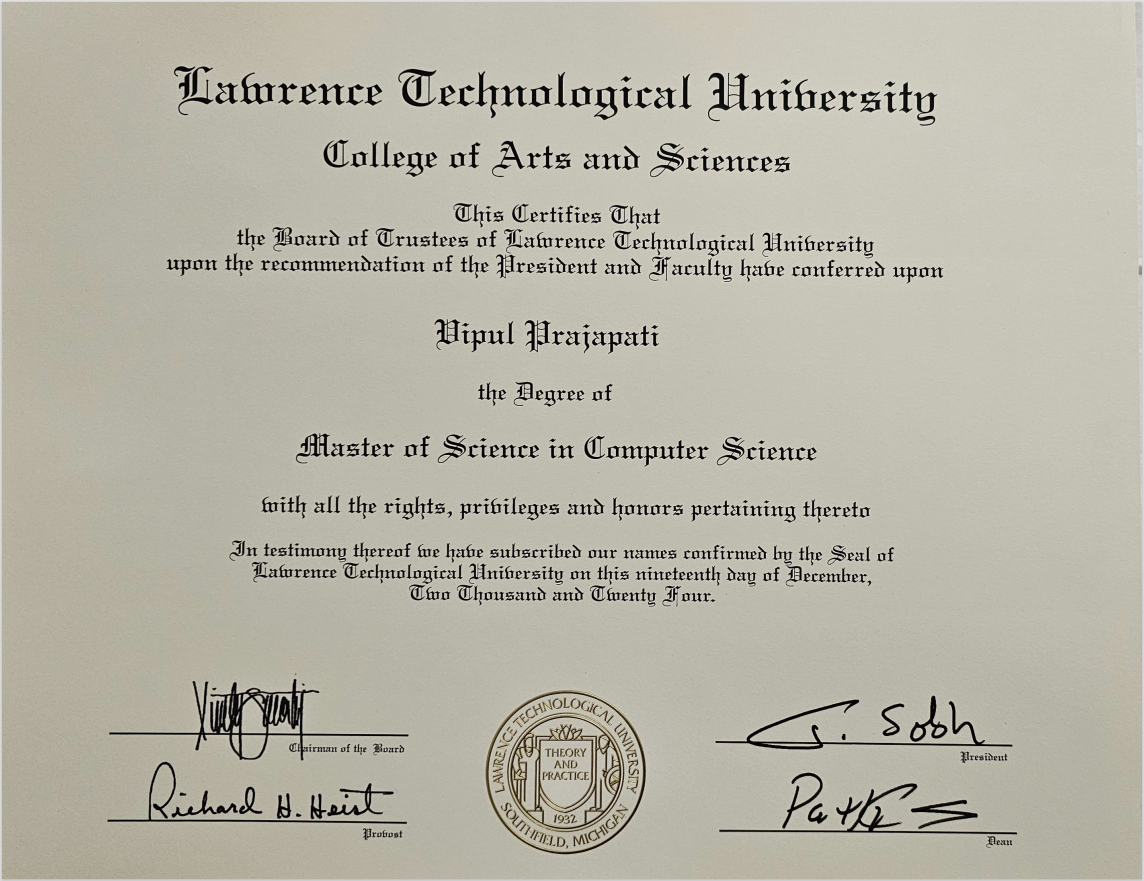 Lawrence Technological University
College of Arts and Sciences
This Certifies That
the Board of Trustees of Lawrence Technological University
upon the recommendation of the President and Faculty have conferred upon
Vipul Prajapati
the Degree of
Master of Science in Computer Science
with all the rights, privileges and honors pertaining thereto
In testimony thereof we have subscribed our names confirmed by the Seal of
Lawrence Technological University on this nineteenth day of December,
Two Thousand and Twenty Four.
Chairman of the Board
Richard H. Heist
Provost
LAWRENCE TECHNOLOGICAL UNIVERSITY
THEORY
AND
PRACTICE
1932
SOUTHFIELD, MICHIGAN
Sobh
President
Dean